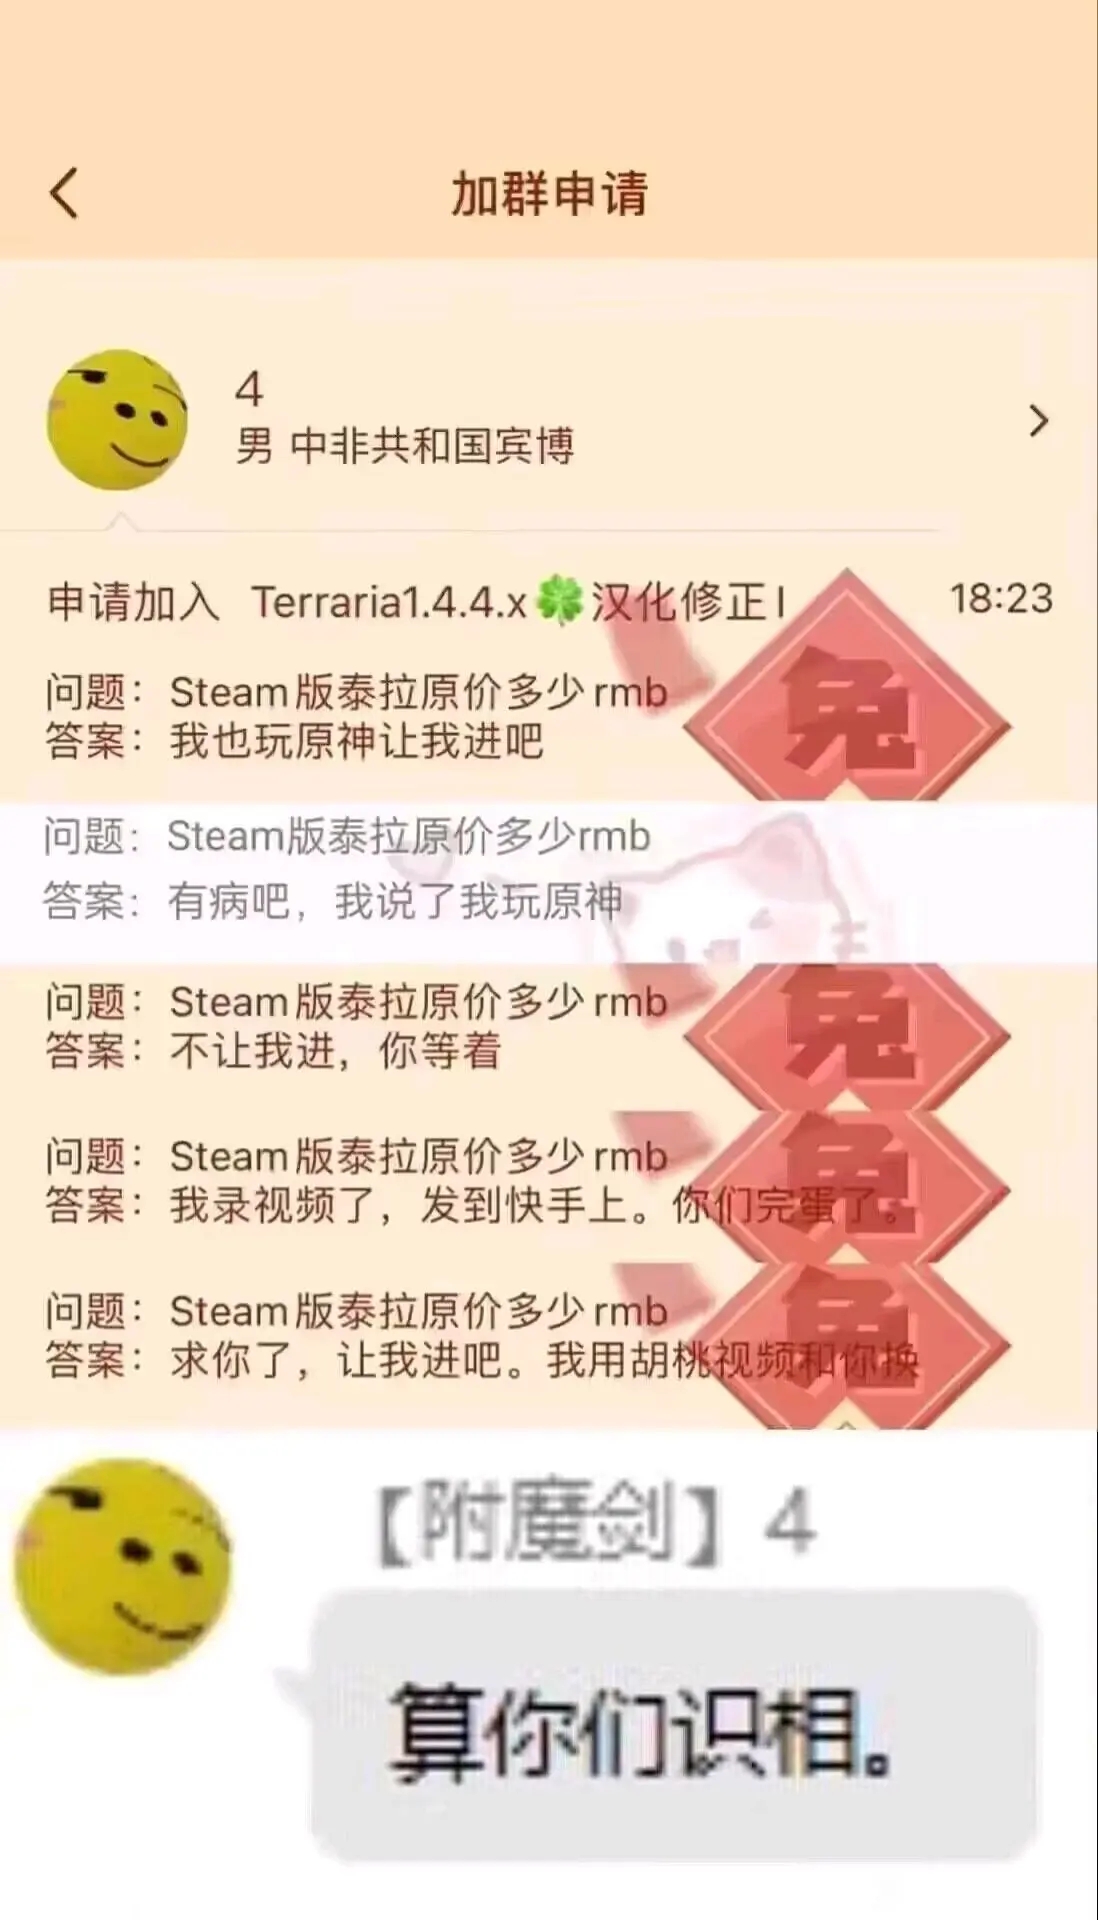 加群申请
4
男 中非共和国宾博
申请加入 Terraria1.4.4.x🍀汉化修正I
18:23
问题：Steam版泰拉原价多少rmb
答案：我也玩原神让我进吧
兔
问题：Steam版泰拉原价多少rmb
答案：有病吧，我说了我玩原神
问题：Steam版泰拉原价多少rmb
答案：不让我进，你等着
兔
问题：Steam版泰拉原价多少rmb
答案：我录视频了，发到快手上。你们完蛋了。
兔
问题：Steam版泰拉原价多少rmb
答案：求你了，让我进吧。我用胡桃视频和你换
兔
【附魔剑】4
算你们识相。